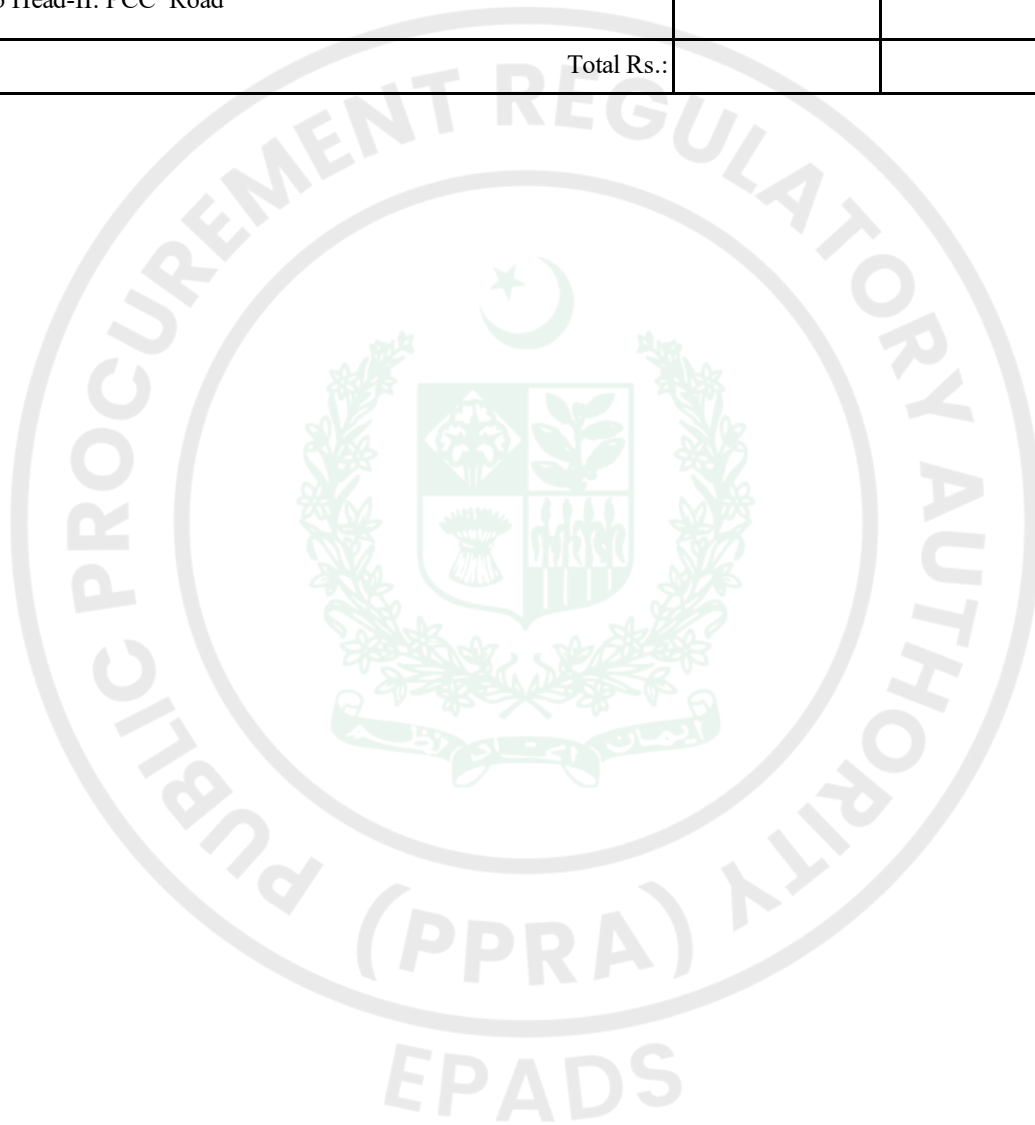 Head-II: PCC Road
Total Rs.:
PUBLIC PROCUREMENT REGULATORY AUTHORITY
(PPRA)
EPADS